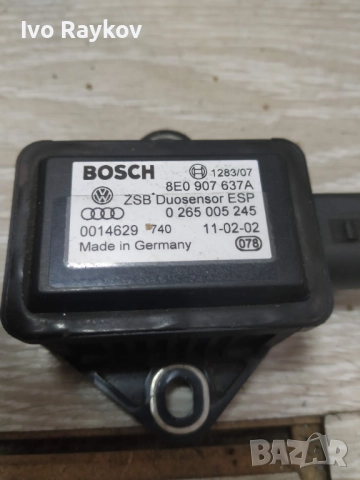 Ivo Raykov
BOSCH
1283/07
8E0 907 637A
ZSB Duosensor ESP
0 265 005 245
0014629 740 11-02-02
Made in Germany 078
BAZAR